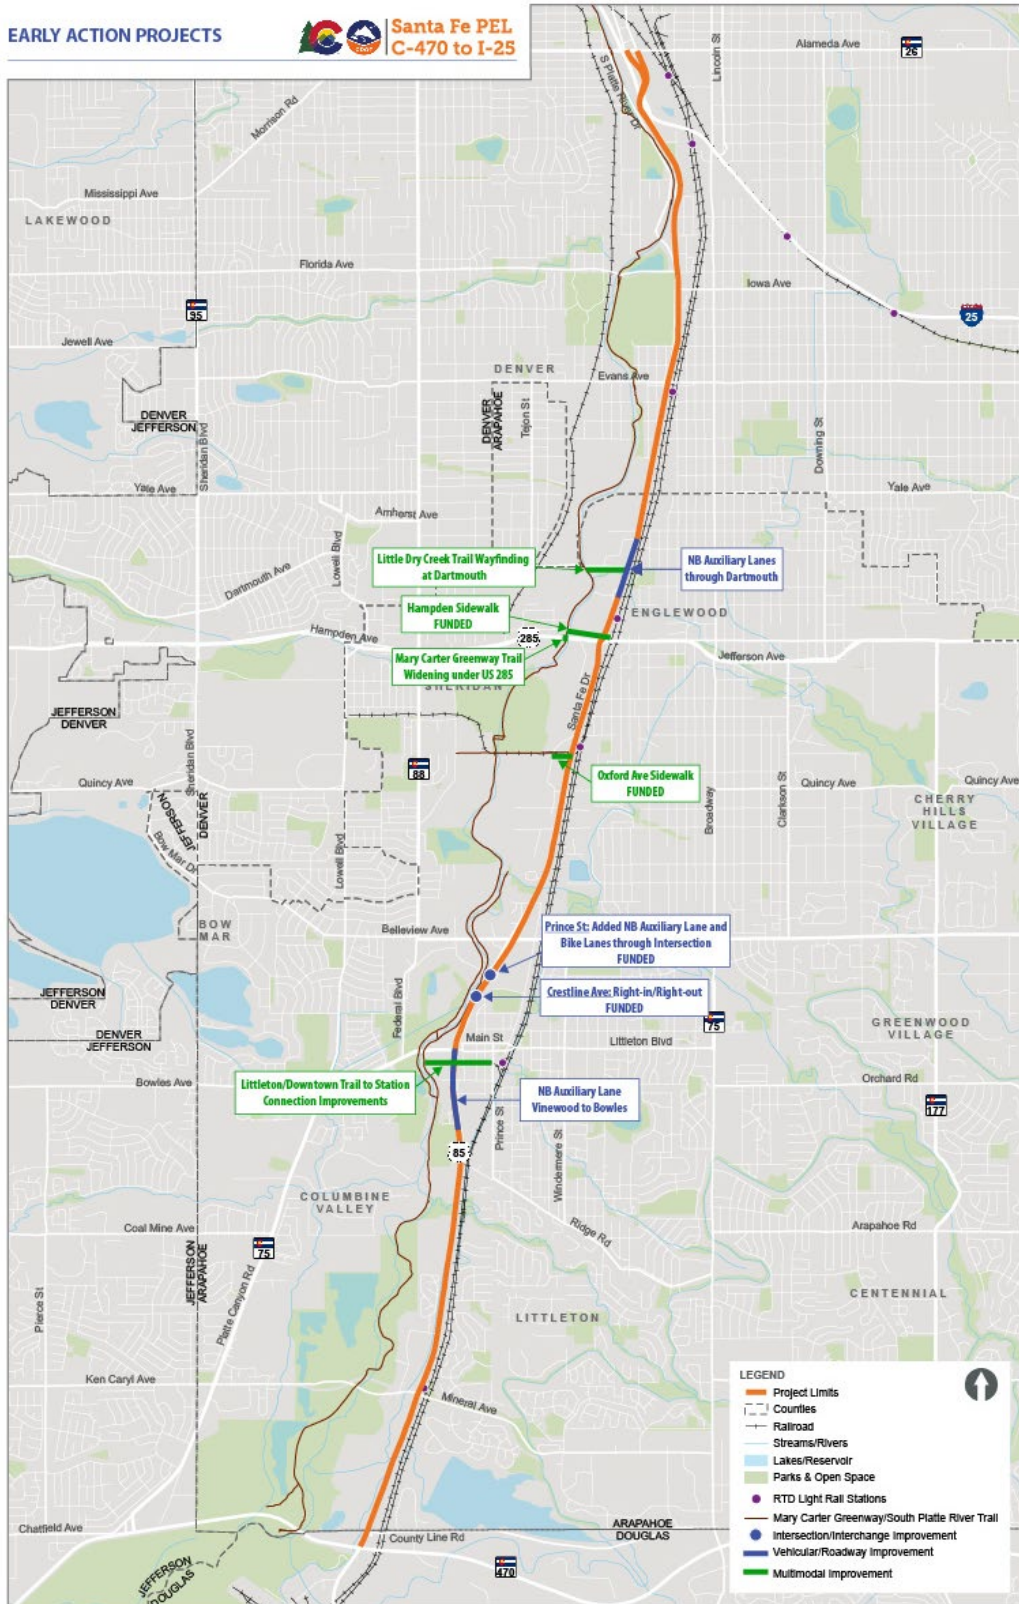 EARLY ACTION PROJECTS
CDOT
Santa Fe PEL
C-470 to I-25
Lincoln St
Alameda Ave
26
S Platte River Dr
Morrison Rd
Mississippi Ave
LAKEWOOD
Florida Ave
Iowa Ave
95
25
Jewell Ave
DENVER
Evans Ave
DENVER
ARAPAHOE
Tejon St
DENVER
JEFFERSON
Sheridan Blvd
Downing St
Yale Ave
Yale Ave
Amherst Ave
Lowell Blvd
Little Dry Creek Trail Wayfinding
at Dartmouth
NB Auxiliary Lanes
through Dartmouth
Dartmouth Ave
Hampden Sidewalk
FUNDED
ENGLEWOOD
Hampden Ave
285
Jefferson Ave
Mary Carter Greenway Trail
Widening under US 285
SHERIDAN
Santa Fe Dr
JEFFERSON
DENVER
Sheridan Blvd
88
Oxford Ave Sidewalk
FUNDED
Quincy Ave
Quincy Ave
Quincy Ave
Broadway
Clarkson St
CHERRY
HILLS
VILLAGE
JEFFERSON
DENVER
Bow Mar Dr
Lowell Blvd
BOW
MAR
Belleview Ave
Prince St: Added NB Auxiliary Lane and
Bike Lanes through Intersection
FUNDED
JEFFERSON
DENVER
Federal Blvd
Crestline Ave: Right-in/Right-out
FUNDED
75
GREENWOOD
VILLAGE
DENVER
JEFFERSON
Main St
Littleton Blvd
Bowles Ave
Orchard Rd
Littleton/Downtown Trail to Station
Connection Improvements
NB Auxiliary Lane
Vinewood to Bowles
177
Prince St
Windermere St
85
COLUMBINE
VALLEY
Coal Mine Ave
Ridge Rd
Arapahoe Rd
75
JEFFERSON
ARAPAHOE
Platte Canyon Rd
Pierce St
LITTLETON
CENTENNIAL
Ken Caryl Ave
Mineral Ave
LEGEND
Project Limits
Counties
Railroad
Streams/Rivers
Lakes/Reservoir
Parks & Open Space
RTD Light Rail Stations
Mary Carter Greenway/South Platte River Trail
Intersection/Interchange Improvement
Vehicular/Roadway Improvement
Multimodal Improvement
Chatfield Ave
County Line Rd
ARAPAHOE
DOUGLAS
JEFFERSON
DOUGLAS
470